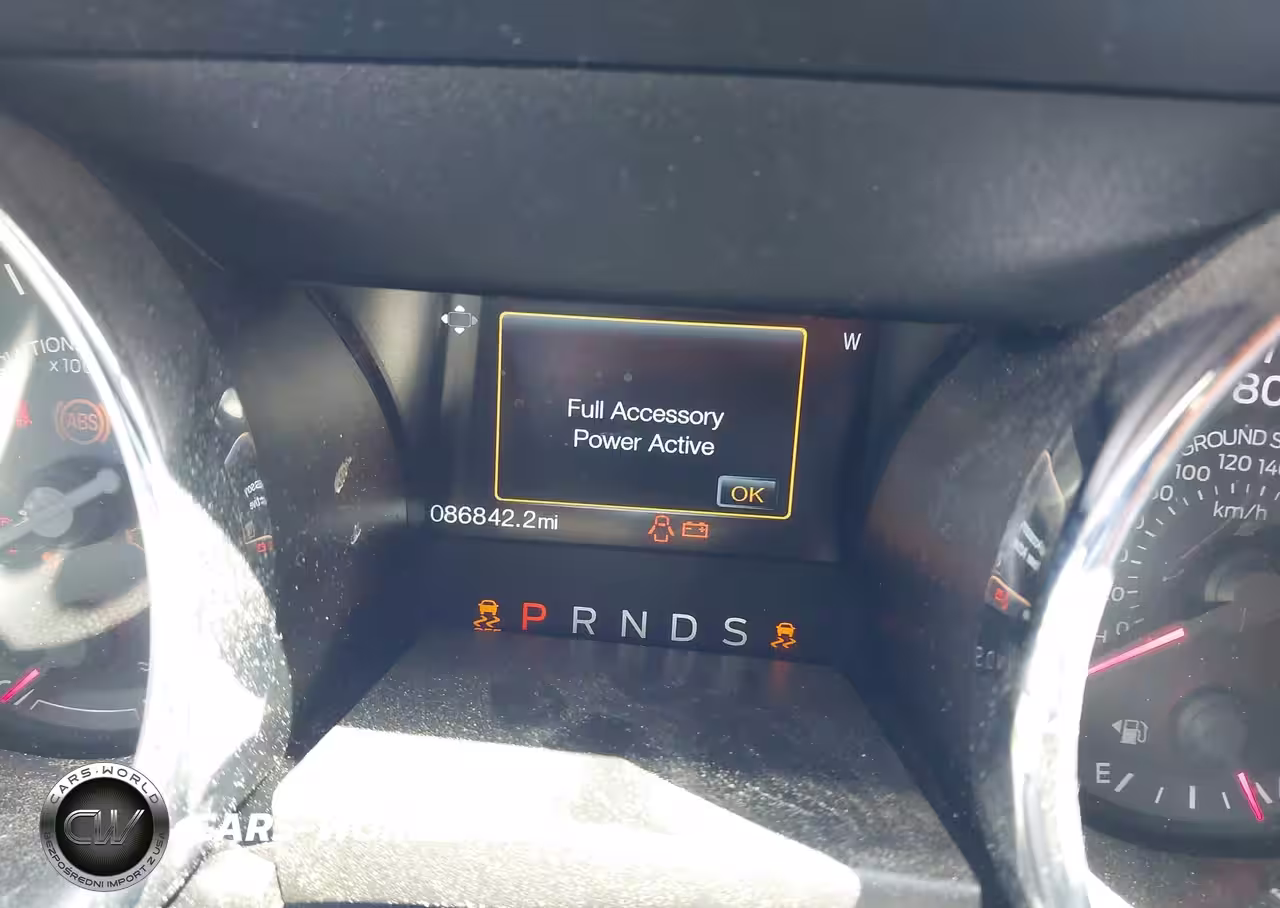 W
Full Accessory
Power Active
OK
086842.2mi
P R N D S
ABS
x100
80
GROUND S
100 120 140
km/h
H
E
CARS-WORLD
CW
BEZPOŚREDNI IMPORT Z USA